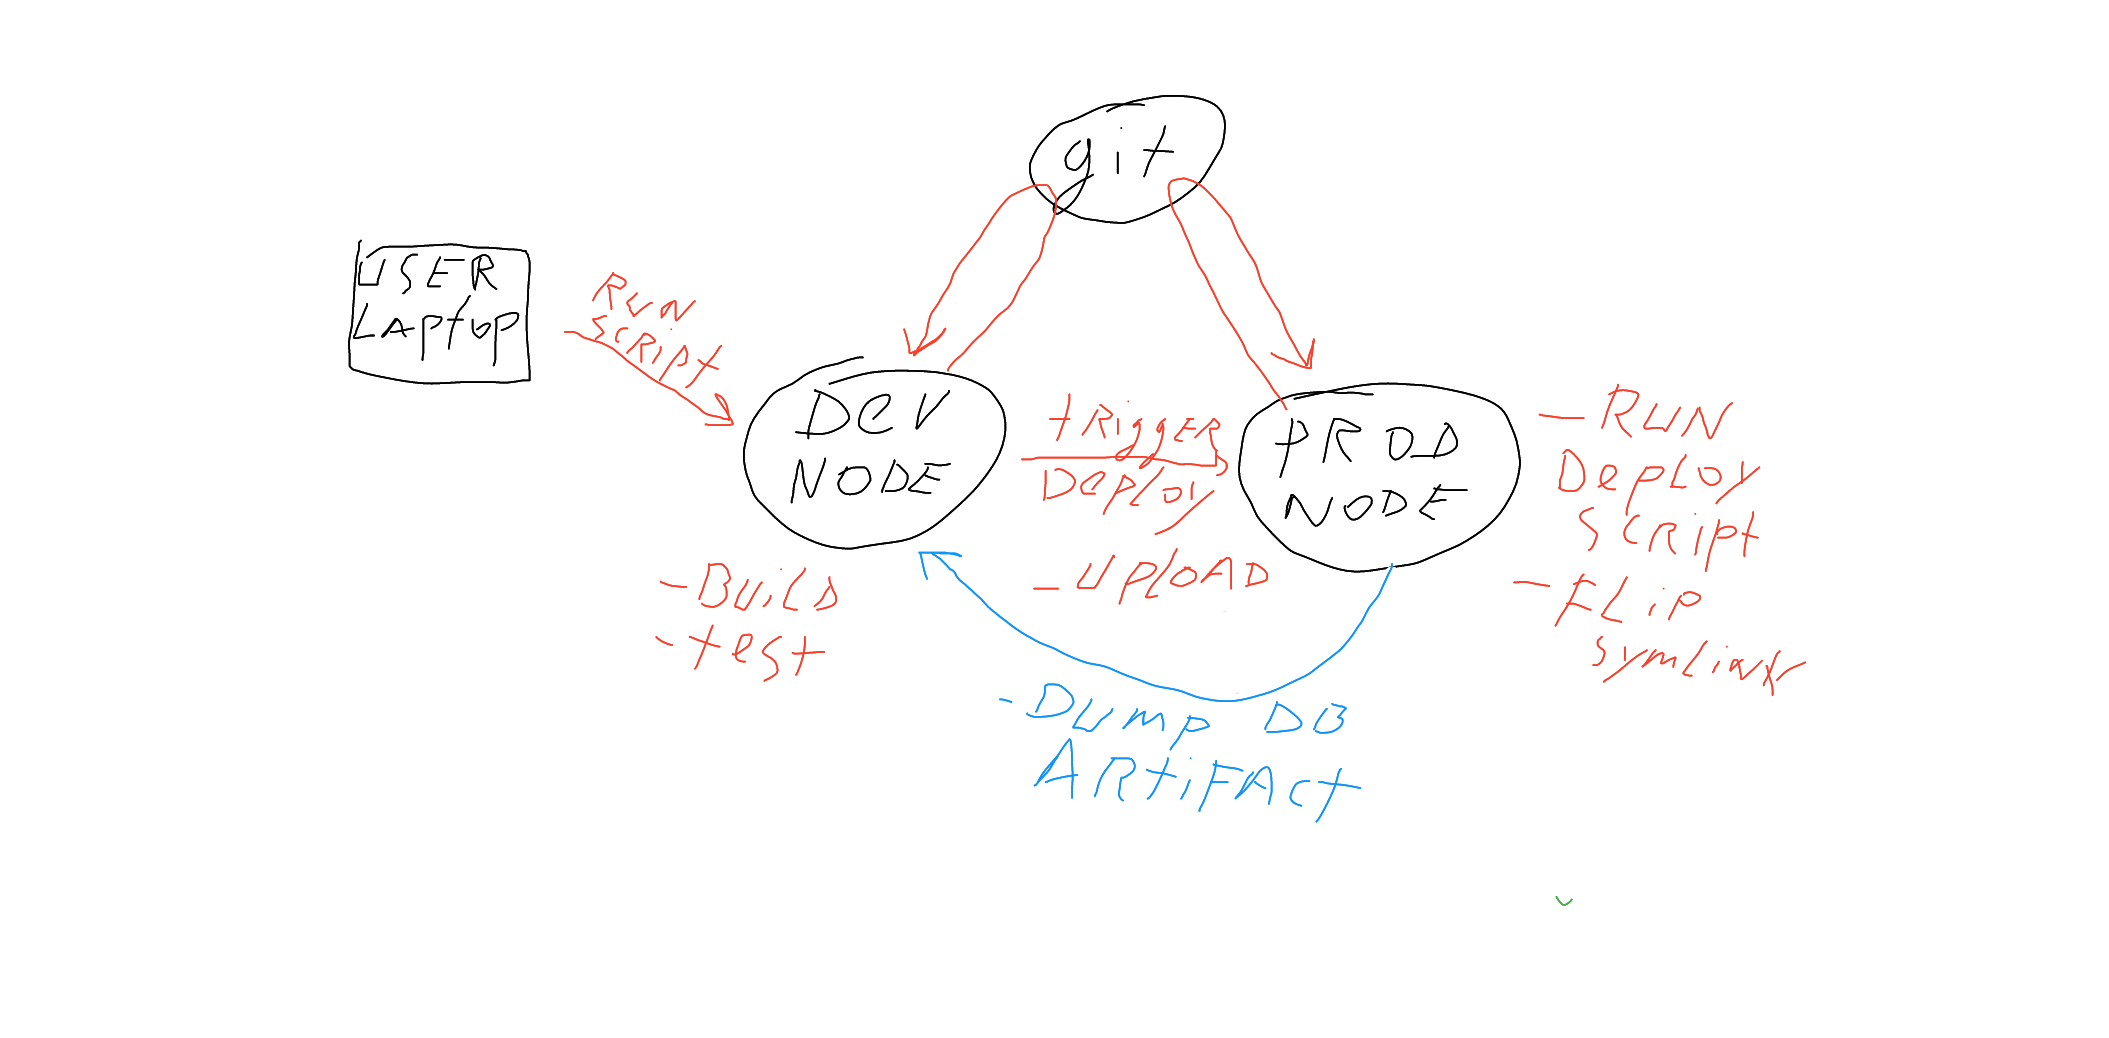 git
USER
LAptop
RUN
SCRipt
DeV
NODE
tRiggER
DepLoy
- UpLOAD
PROD
NODE
- RUN
DepLoy
SCRipt
- FLip
SymLink
- BuiLD
- test
- Dump DB
ARtiFAct